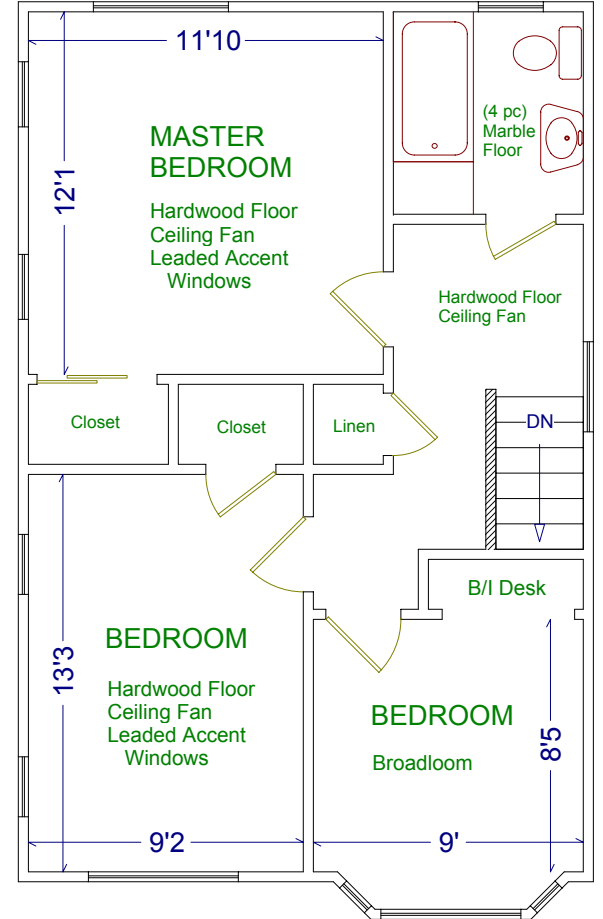 11'10
(4 pc)
Marble
Floor
MASTER
BEDROOM
12'1
Hardwood Floor
Ceiling Fan
Leaded Accent
Windows
Hardwood Floor
Ceiling Fan
Closet
Closet
Linen
DN
B/I Desk
BEDROOM
13'3
Hardwood Floor
Ceiling Fan
Leaded Accent
Windows
BEDROOM
8'5
Broadloom
9'2
9'